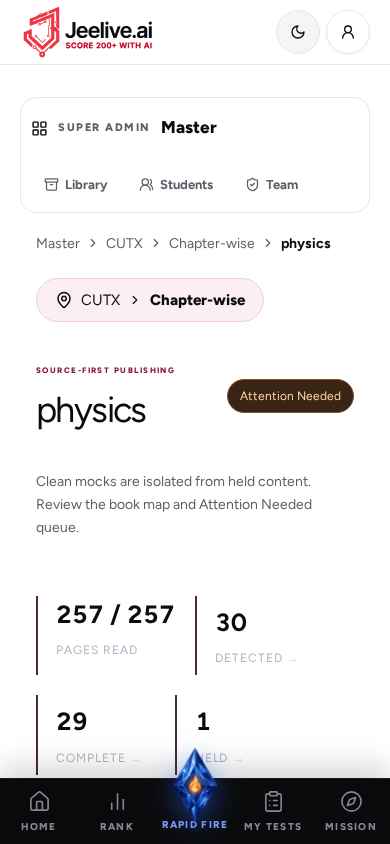 Jeelive.ai
SCORE 200+ WITH AI
SUPER ADMIN Master
Library Students Team
Master > CUTX > Chapter-wise > physics
CUTX > Chapter-wise
SOURCE-FIRST PUBLISHING
physics
Attention Needed
Clean mocks are isolated from held content.
Review the book map and Attention Needed
queue.
257 / 257
PAGES READ
30
DETECTED →
29
COMPLETE →
1
HELD →
HOME RANK RAPID FIRE MY TESTS MISSION